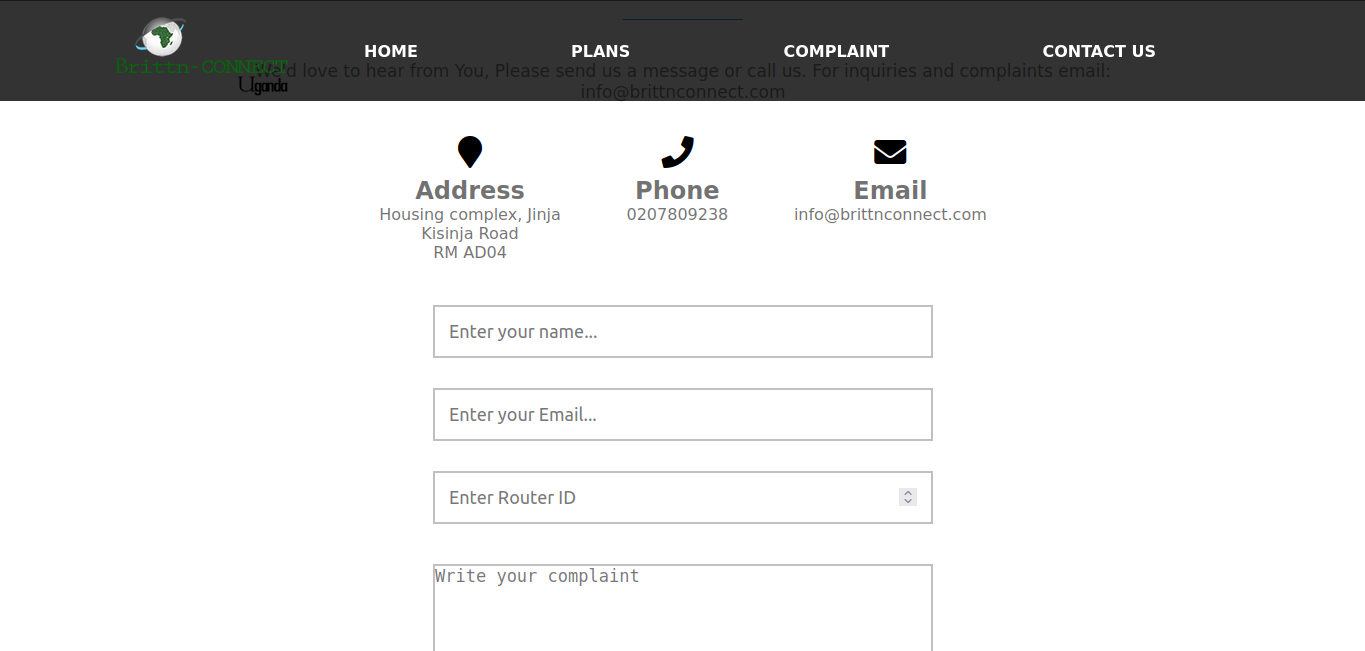 HOME PLANS COMPLAINT CONTACT US
Brittn-CONNECT
Uganda
We'd love to hear from You, Please send us a message or call us. For inquiries and complaints email:
info@brittnconnect.com
Address Phone Email
Housing complex, Jinja 0207809238 info@brittnconnect.com
Kisinja Road
RM AD04
Enter your name...
Enter your Email...
Enter Router ID
Write your complaint